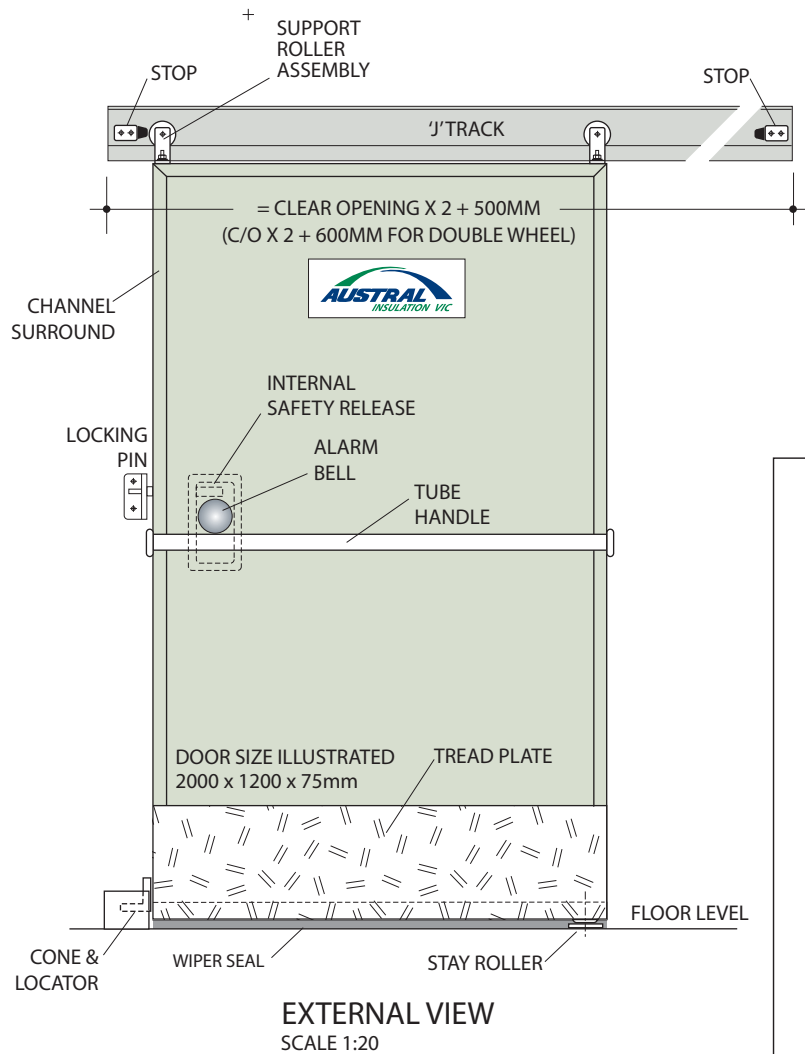 SUPPORT
ROLLER
ASSEMBLY
STOP
STOP
'J' TRACK
= CLEAR OPENING X 2 + 500MM
(C/O X 2 + 600MM FOR DOUBLE WHEEL)
AUSTRAL
INSULATION VIC
CHANNEL
SURROUND
INTERNAL
SAFETY RELEASE
LOCKING
PIN
ALARM
BELL
TUBE
HANDLE
DOOR SIZE ILLUSTRATED
2000 x 1200 x 75mm
TREAD PLATE
FLOOR LEVEL
CONE &
LOCATOR
WIPER SEAL
STAY ROLLER
EXTERNAL VIEW
SCALE 1:20